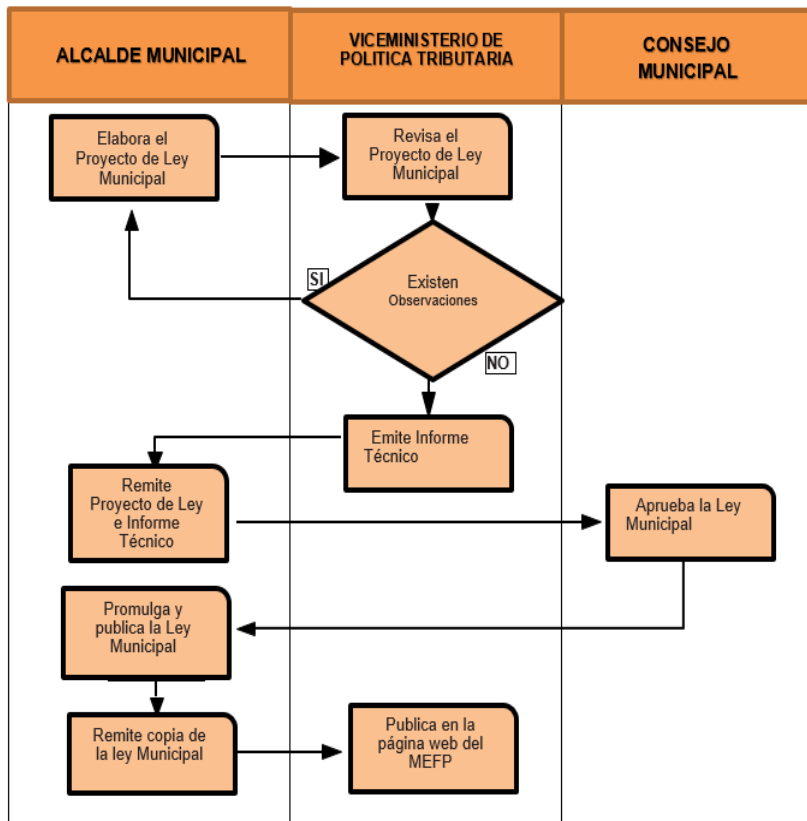 ALCALDE MUNICIPAL
VICEMINISTERIO DE
POLITICA TRIBUTARIA
CONSEJO
MUNICIPAL
Elabora el
Proyecto de Ley
Municipal
Revisa el
Proyecto de Ley
Municipal
SI
Existen
Observaciones
NO
Emite Informe
Técnico
Remite
Proyecto de Ley
e Informe
Técnico
Aprueba la Ley
Municipal
Promulga y
publica la Ley
Municipal
Remite copia de
la ley Municipal
Publica en la
página web del
MEFP